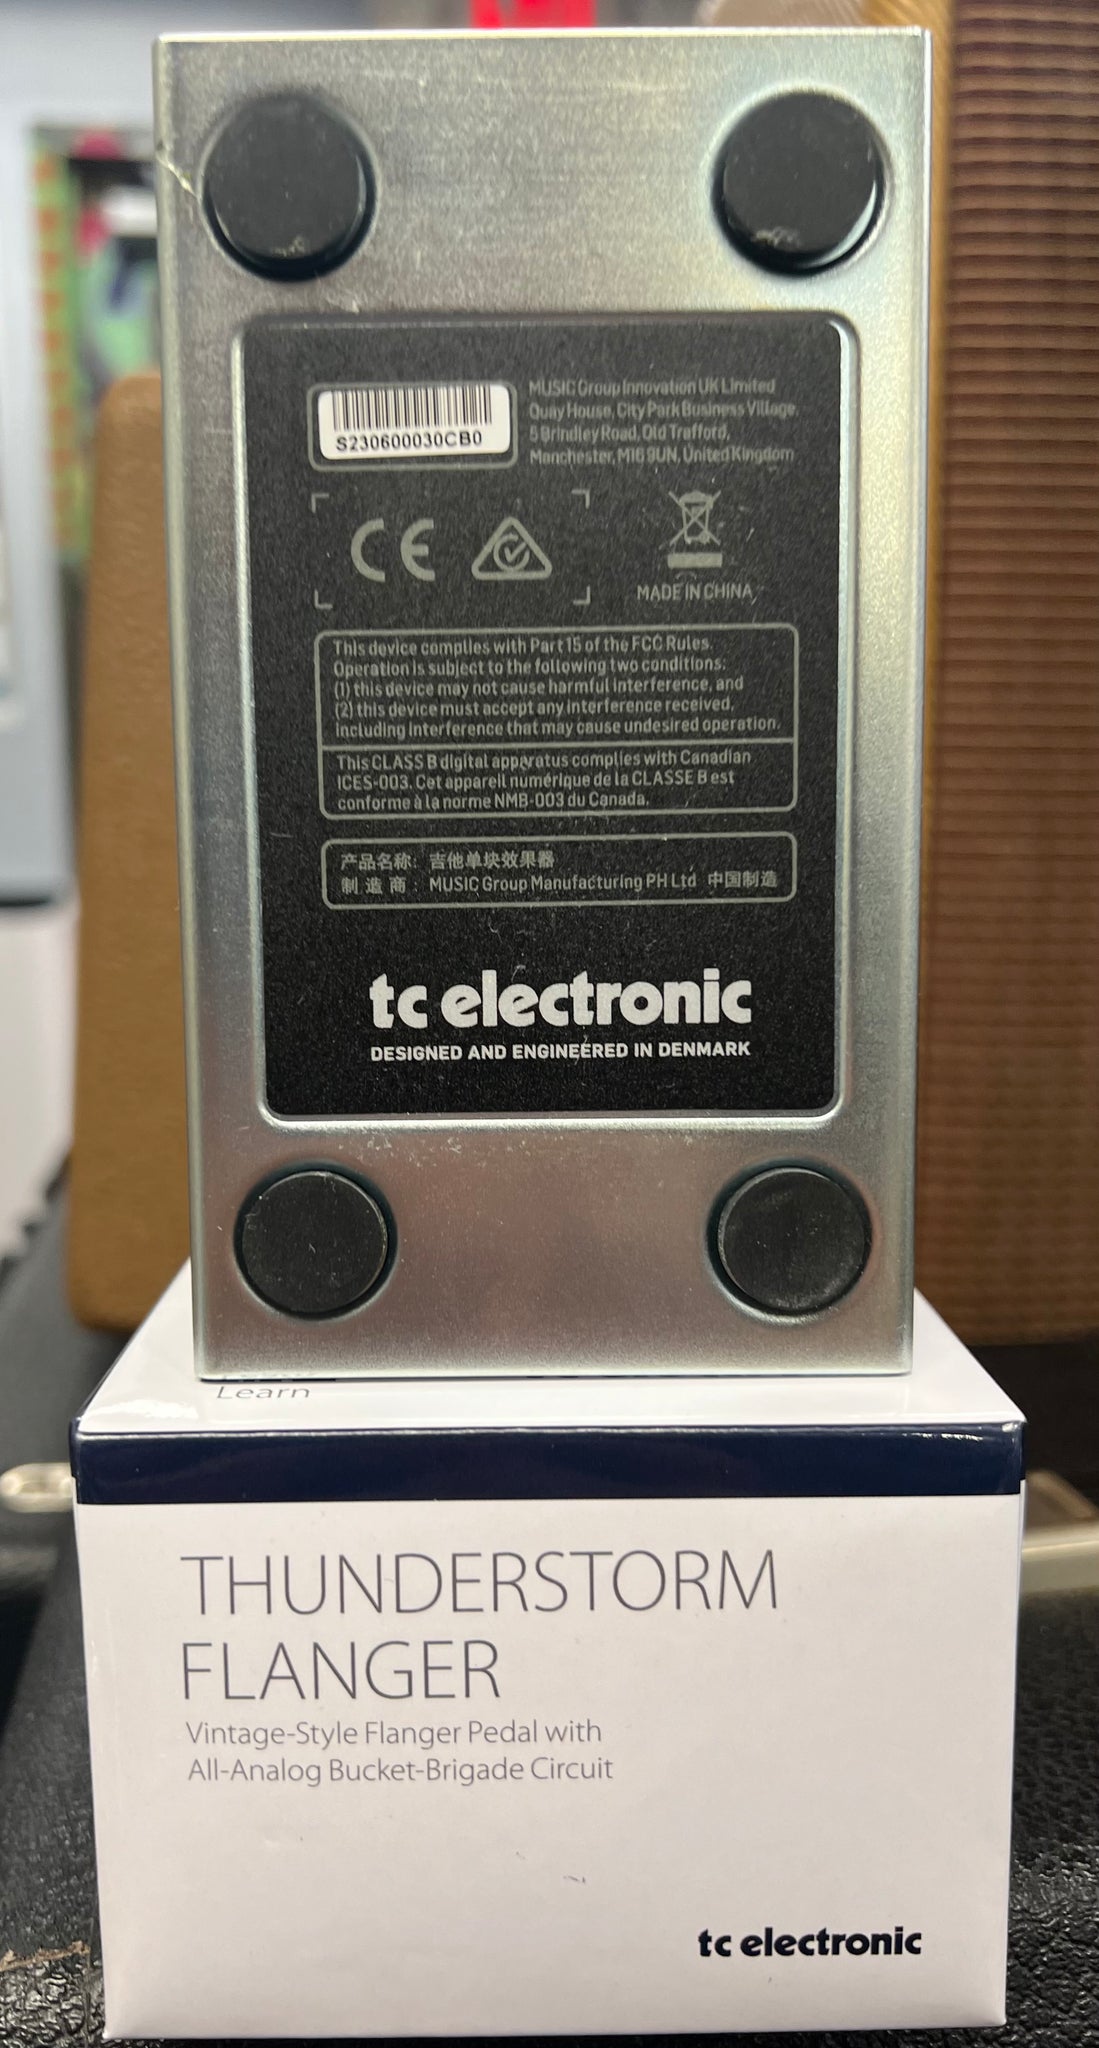 S230600030CB0
MUSIC Group Innovation UK Limited
Quay House, City Park Business Village,
5 Brindley Road, Old Trafford,
Manchester, M16 9UN, United Kingdom
CE
MADE IN CHINA
This device complies with Part 15 of the FCC Rules.
Operation is subject to the following two conditions:
(1) this device may not cause harmful interference, and
(2) this device must accept any interference received,
including interference that may cause undesired operation.
This CLASS B digital apparatus complies with Canadian
ICES-003. Cet appareil numérique de la CLASSE B est
conforme à la norme NMB-003 du Canada.
产品名称: 吉他单块效果器
制 造 商 : MUSIC Group Manufacturing PH Ltd 中国制造
tc electronic
DESIGNED AND ENGINEERED IN DENMARK
Learn
THUNDERSTORM
FLANGER
Vintage-Style Flanger Pedal with
All-Analog Bucket-Brigade Circuit
tc electronic